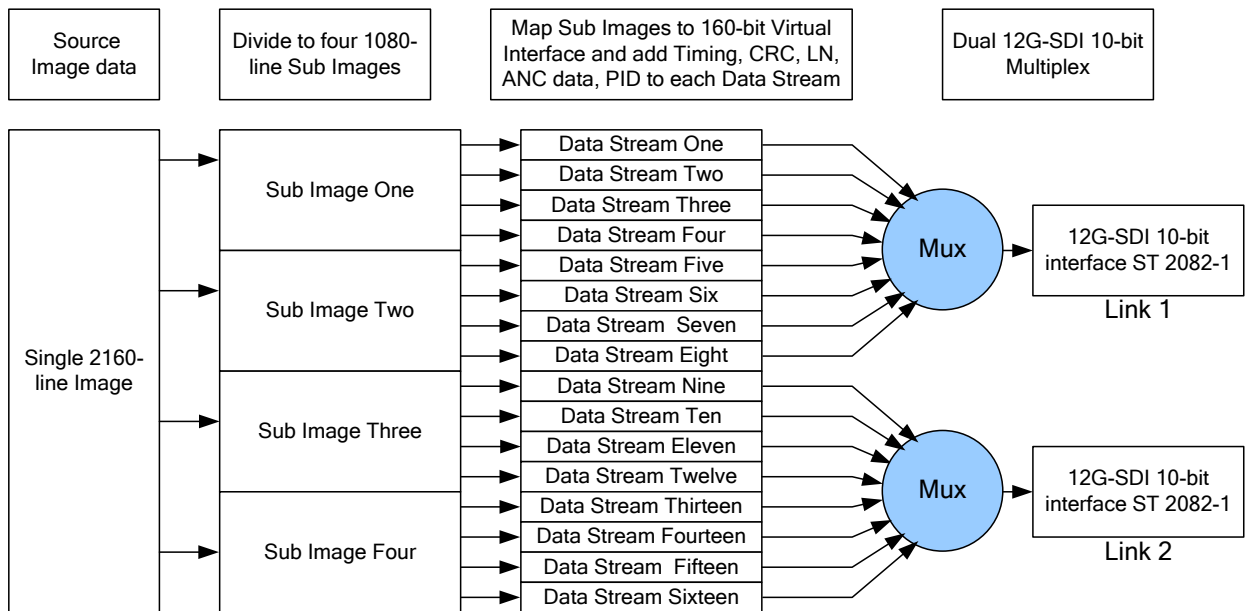 Source
Image data
Divide to four 1080-
line Sub Images
Map Sub Images to 160-bit Virtual
Interface and add Timing, CRC, LN,
ANC data, PID to each Data Stream
Dual 12G-SDI 10-bit
Multiplex
Single 2160-
line Image
Sub Image One
Sub Image Two
Sub Image Three
Sub Image Four
Data Stream One
Data Stream Two
Data Stream Three
Data Stream Four
Data Stream Five
Data Stream Six
Data Stream Seven
Data Stream Eight
Data Stream Nine
Data Stream Ten
Data Stream Eleven
Data Stream Twelve
Data Stream Thirteen
Data Stream Fourteen
Data Stream Fifteen
Data Stream Sixteen
Mux
12G-SDI 10-bit
interface ST 2082-1
Link 1
Mux
12G-SDI 10-bit
interface ST 2082-1
Link 2